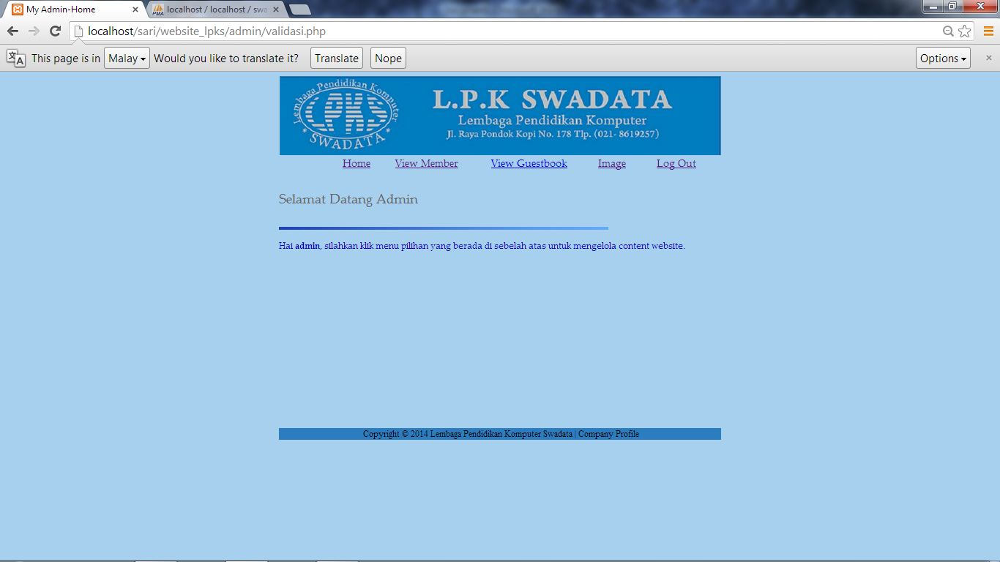 My Admin-Home
localhost / localhost / swa
localhost/sari/website_lpks/admin/validasi.php
This page is in Malay Would you like to translate it? Translate Nope Options
Lembaga Pendidikan Komputer
LPKS
SWADATA
L.P.K SWADATA
Lembaga Pendidikan Komputer
Jl. Raya Pondok Kopi No. 178 Tlp. (021- 8619257)
Home View Member View Guestbook Image Log Out
Selamat Datang Admin
Hai admin, silahkan klik menu pilihan yang berada di sebelah atas untuk mengelola content website.
Copyright © 2014 Lembaga Pendidikan Komputer Swadata | Company Profile